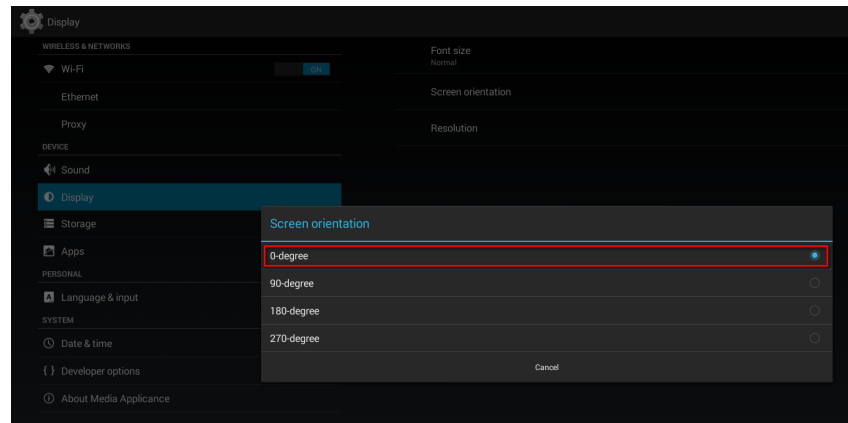 Display
WIRELESS & NETWORKS
Wi-Fi
ON
Ethernet
Proxy
DEVICE
Sound
Display
Storage
Apps
PERSONAL
Language & input
SYSTEM
Date & time
Developer options
About Media Applicance
Font size
Normal
Screen orientation
Resolution
Screen orientation
0-degree
90-degree
180-degree
270-degree
Cancel